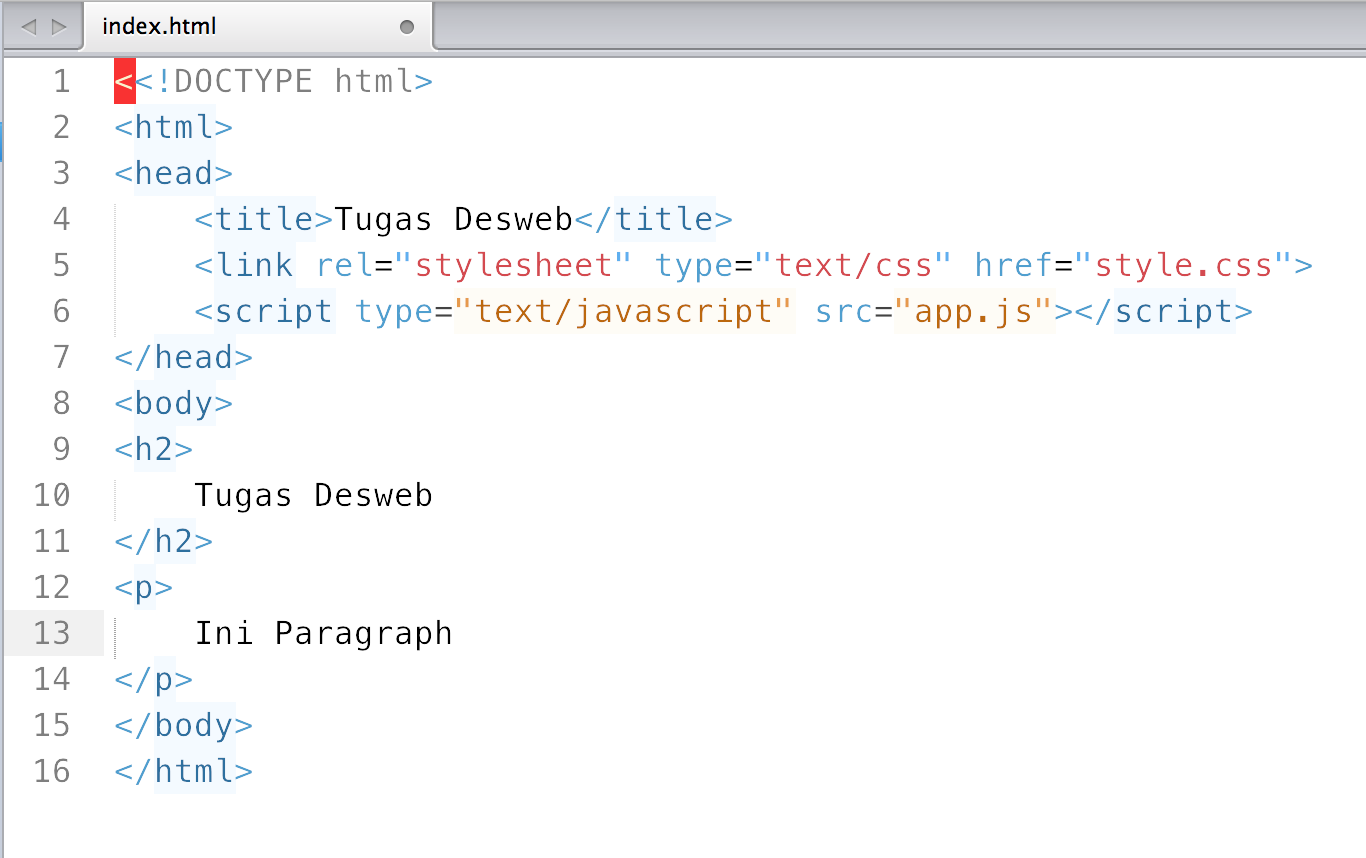 index.html
1 <<!DOCTYPE html>
2 <html>
3 <head>
4     <title>Tugas Desweb</title>
5     <link rel="stylesheet" type="text/css" href="style.css">
6     <script type="text/javascript" src="app.js"></script>
7 </head>
8 <body>
9 <h2>
10     Tugas Desweb
11 </h2>
12 <p>
13     Ini Paragraph
14 </p>
15 </body>
16 </html>